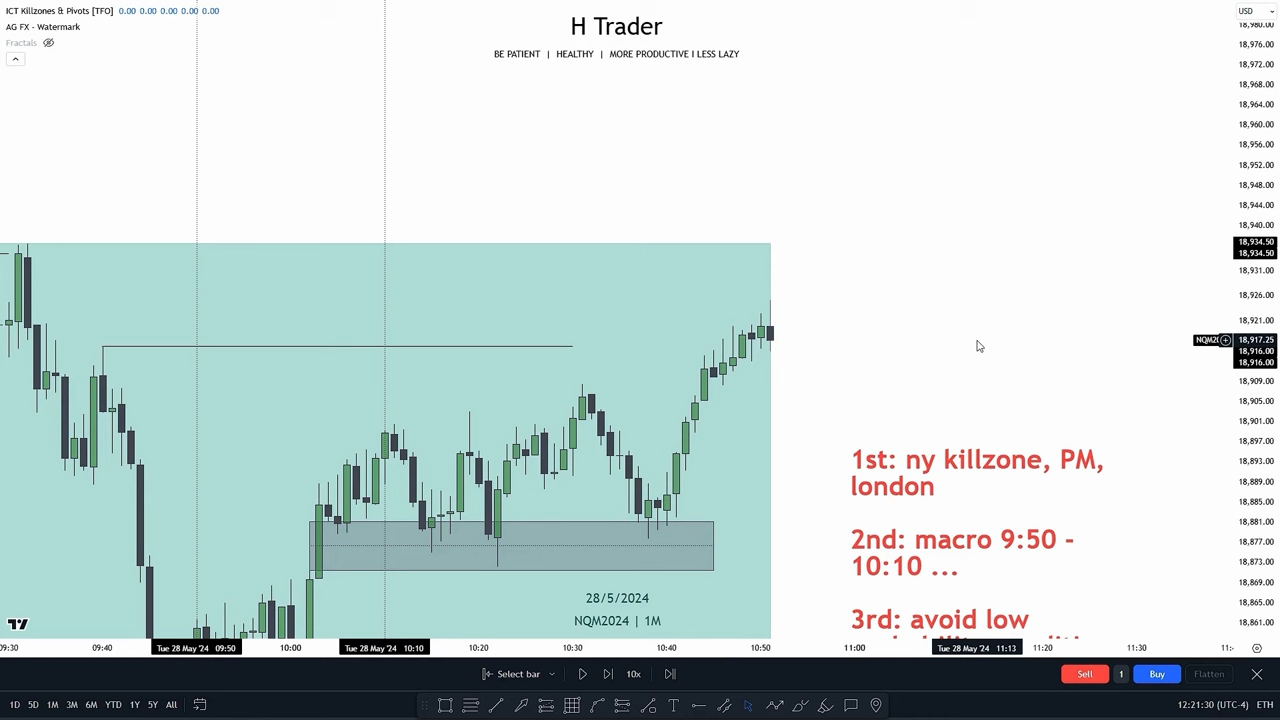 ICT Killzones & Pivots [TFO] 0.00 0.00 0.00 0.00 0.00
AG FX - Watermark
Fractals
H Trader
BE PATIENT | HEALTHY | MORE PRODUCTIVE I LESS LAZY
USD
18,980.00
18,976.00
18,972.00
18,968.00
18,964.00
18,960.00
18,956.00
18,952.00
18,948.00
18,944.00
18,940.00
18,934.50
18,934.50
18,931.00
18,926.00
18,921.00
18,917.25
18,916.00
18,916.00
18,909.00
18,905.00
18,901.00
18,897.00
18,893.00
18,889.00
18,885.00
18,881.00
18,877.00
18,873.00
18,869.00
18,865.00
18,861.00
1st: ny killzone, PM,
london
2nd: macro 9:50 -
10:10 ...
3rd: avoid low
28/5/2024
NQM2024 | 1M
09:30 09:40 Tue 28 May '24 09:50 10:00 Tue 28 May '24 10:10 10:20 10:30 10:40 10:50 11:00 Tue 28 May '24 11:13 11:20 11:30
Select bar 10x Sell 1 Buy Flatten
1D 5D 1M 3M 6M YTD 1Y 5Y All 12:21:30 (UTC-4) ETH